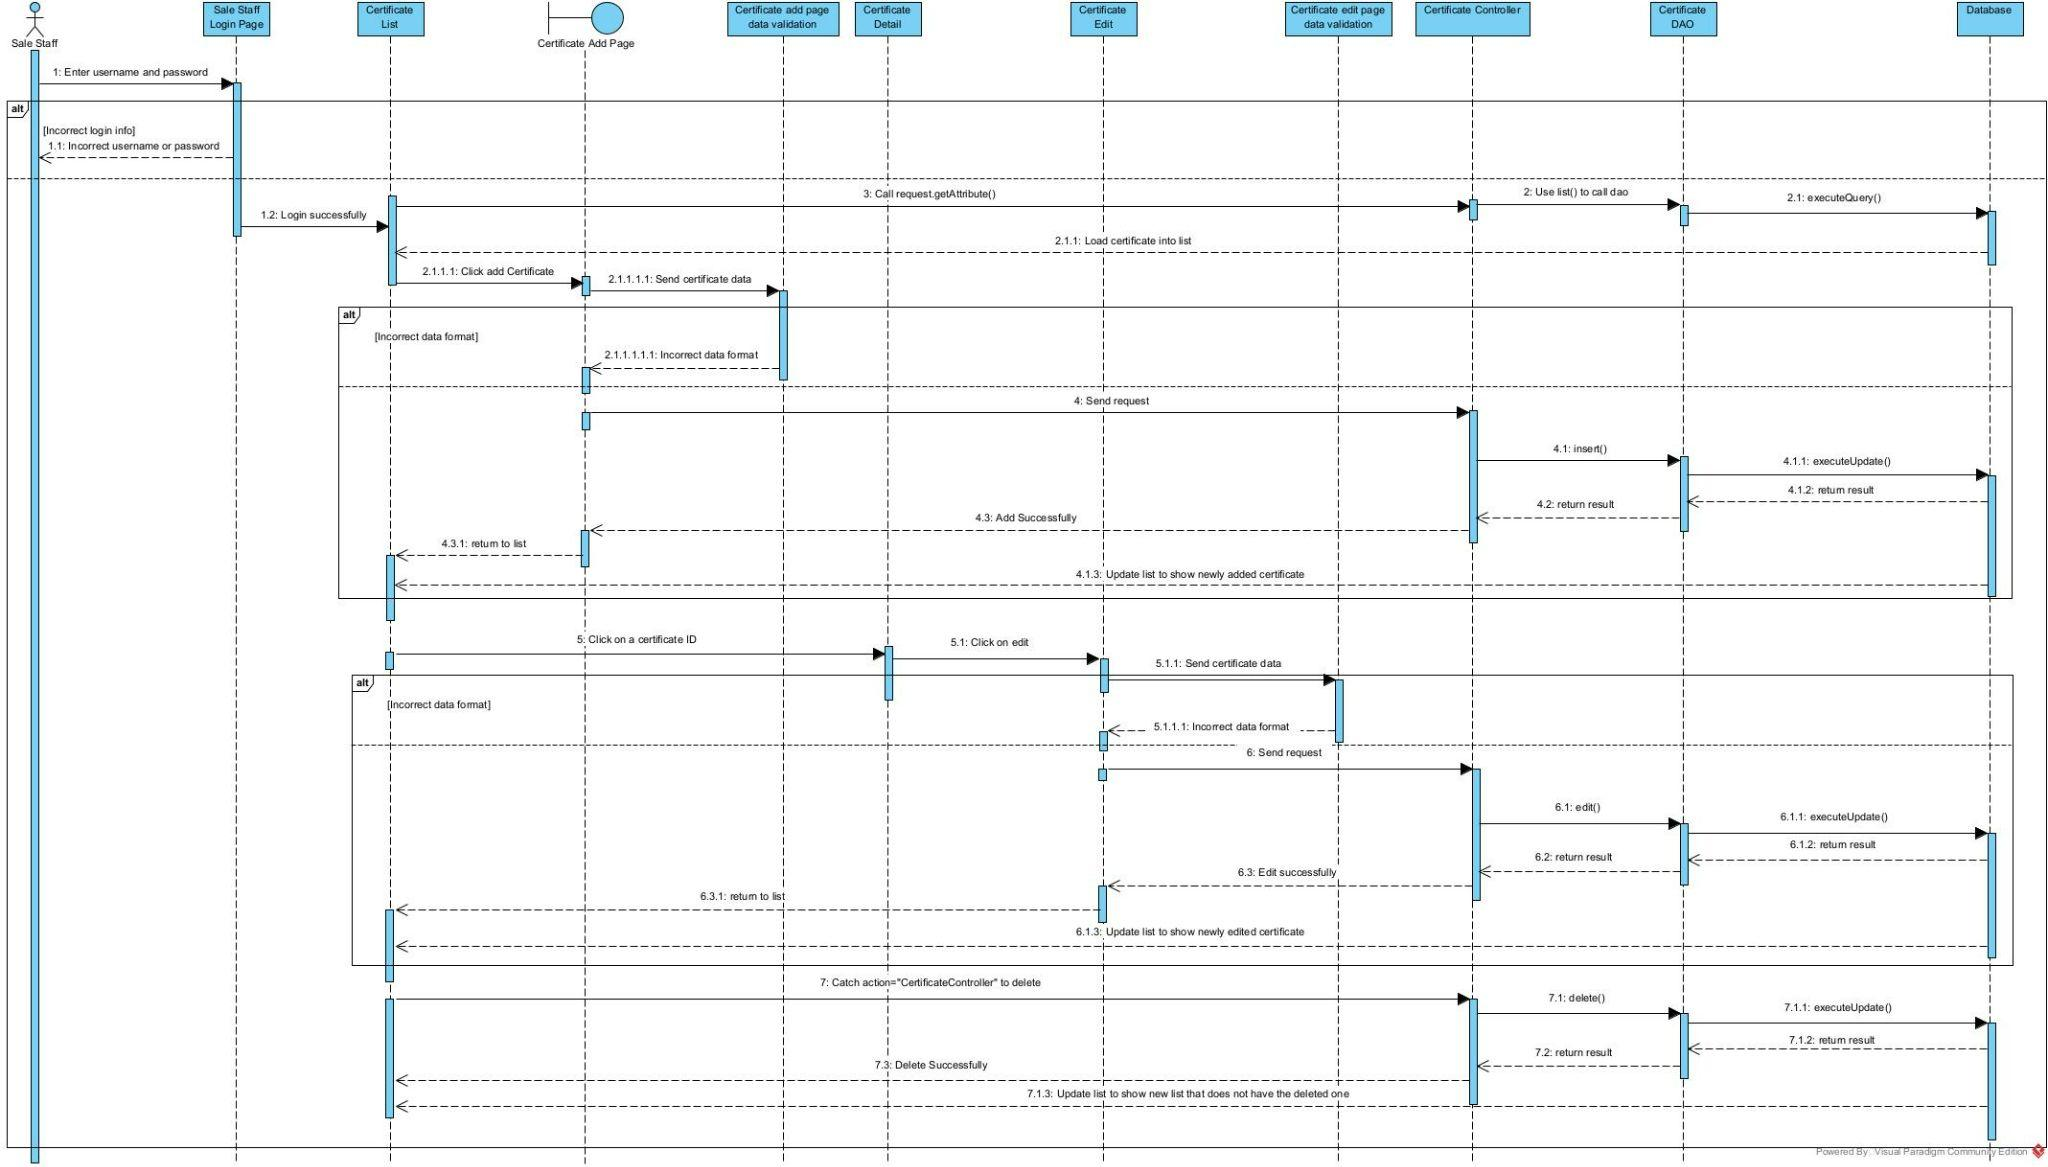 Sale Staff
Login Page
Certificate
List
Certificate add page
data validation
Certificate
Detail
Certificate
Edit
Certificate edit page
data validation
Certificate Controller
Certificate
DAO
Database
Sale Staff
Certificate Add Page
1: Enter username and password
alt
[Incorrect login info]
1.1: Incorrect username or password
3: Call request.getAttribute()
2: Use list() to call dao
2.1: executeQuery()
1.2: Login successfully
2.1.1: Load certificate into list
2.1.1.1: Click add Certificate
2.1.1.1.1: Send certificate data
alt
[Incorrect data format]
2.1.1.1.1.1: Incorrect data format
4: Send request
4.1: insert()
4.1.1: executeUpdate()
4.1.2: return result
4.2: return result
4.3: Add Successfully
4.3.1: return to list
4.1.3: Update list to show newly added certificate
5: Click on a certificate ID
5.1: Click on edit
5.1.1: Send certificate data
alt
[Incorrect data format]
5.1.1.1: Incorrect data format
6: Send request
6.1: edit()
6.1.1: executeUpdate()
6.1.2: return result
6.2: return result
6.3: Edit successfully
6.3.1: return to list
6.1.3: Update list to show newly edited certificate
7: Catch action="CertificateController" to delete
7.1: delete()
7.1.1: executeUpdate()
7.1.2: return result
7.2: return result
7.3: Delete Successfully
7.1.3: Update list to show new list that does not have the deleted one
Powered By Visual Paradigm Community Edition